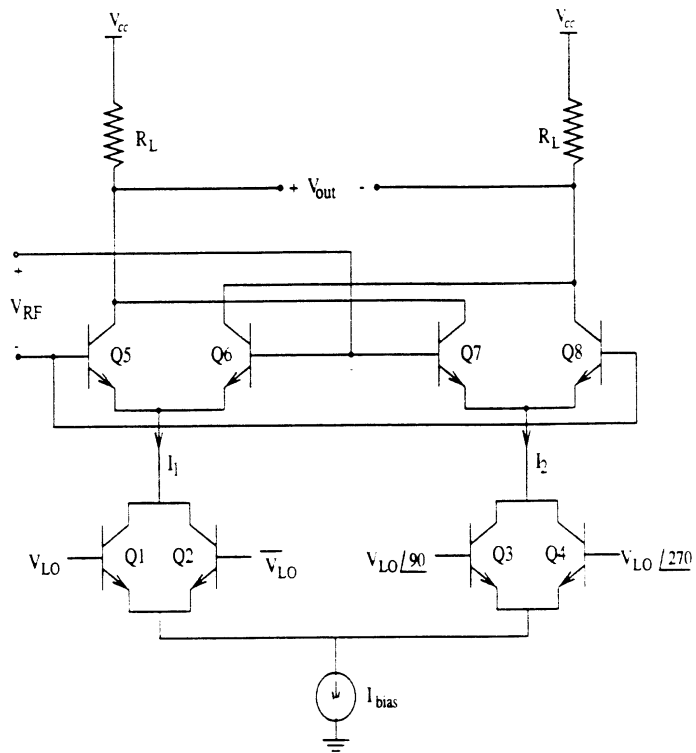 Vcc Vcc
RL RL
+ Vout -
+
VRF
-
Q5 Q6 Q7 Q8
I1 I2
VLO Q1 Q2 V̅LO VLO/90 Q3 Q4 VLO/270
Ibias